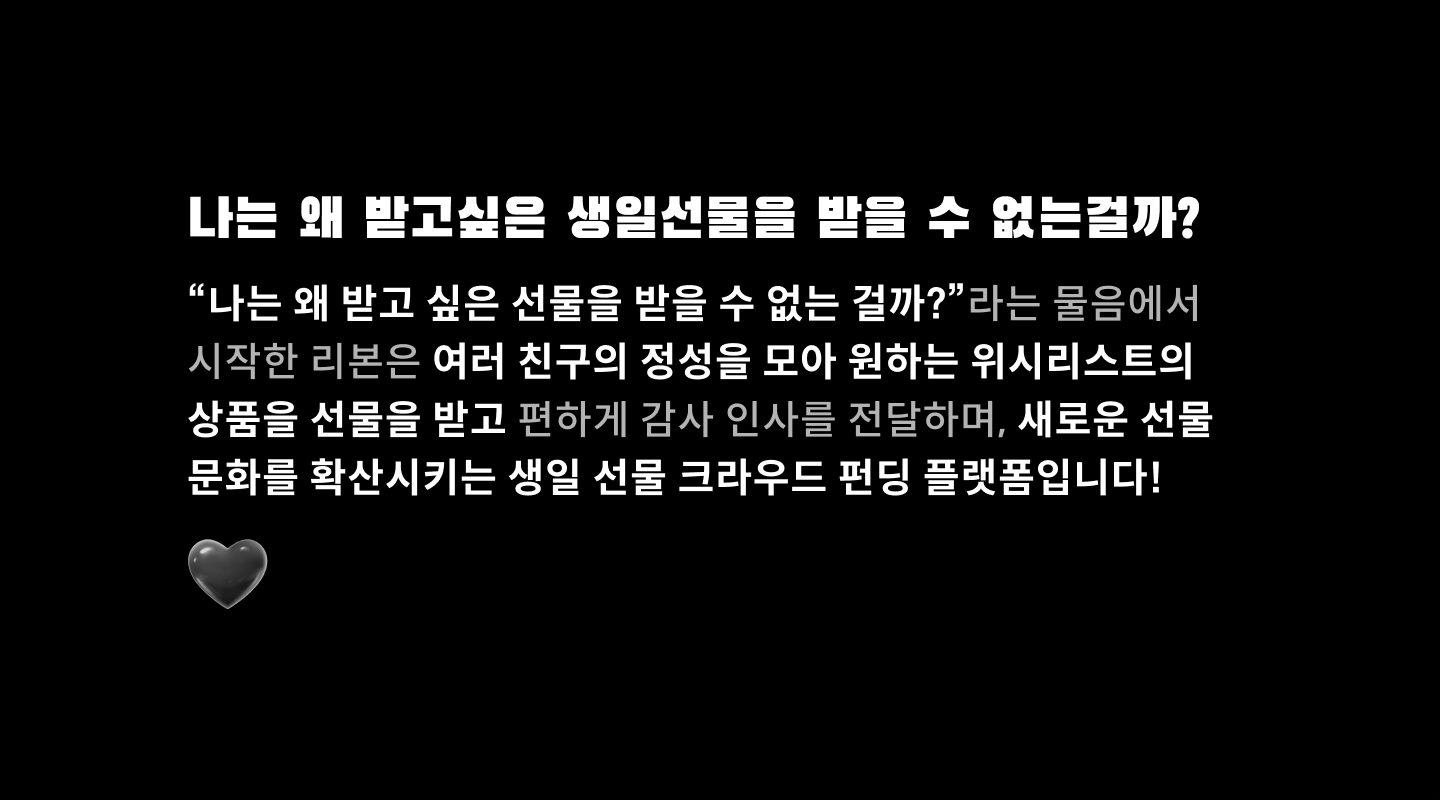 나는 왜 받고싶은 생일선물을 받을 수 없는걸까?
“나는 왜 받고 싶은 선물을 받을 수 없는 걸까?”라는 물음에서
시작한 리본은 여러 친구의 정성을 모아 원하는 위시리스트의
상품을 선물을 받고 편하게 감사 인사를 전달하며, 새로운 선물
문화를 확산시키는 생일 선물 크라우드 펀딩 플랫폼입니다!